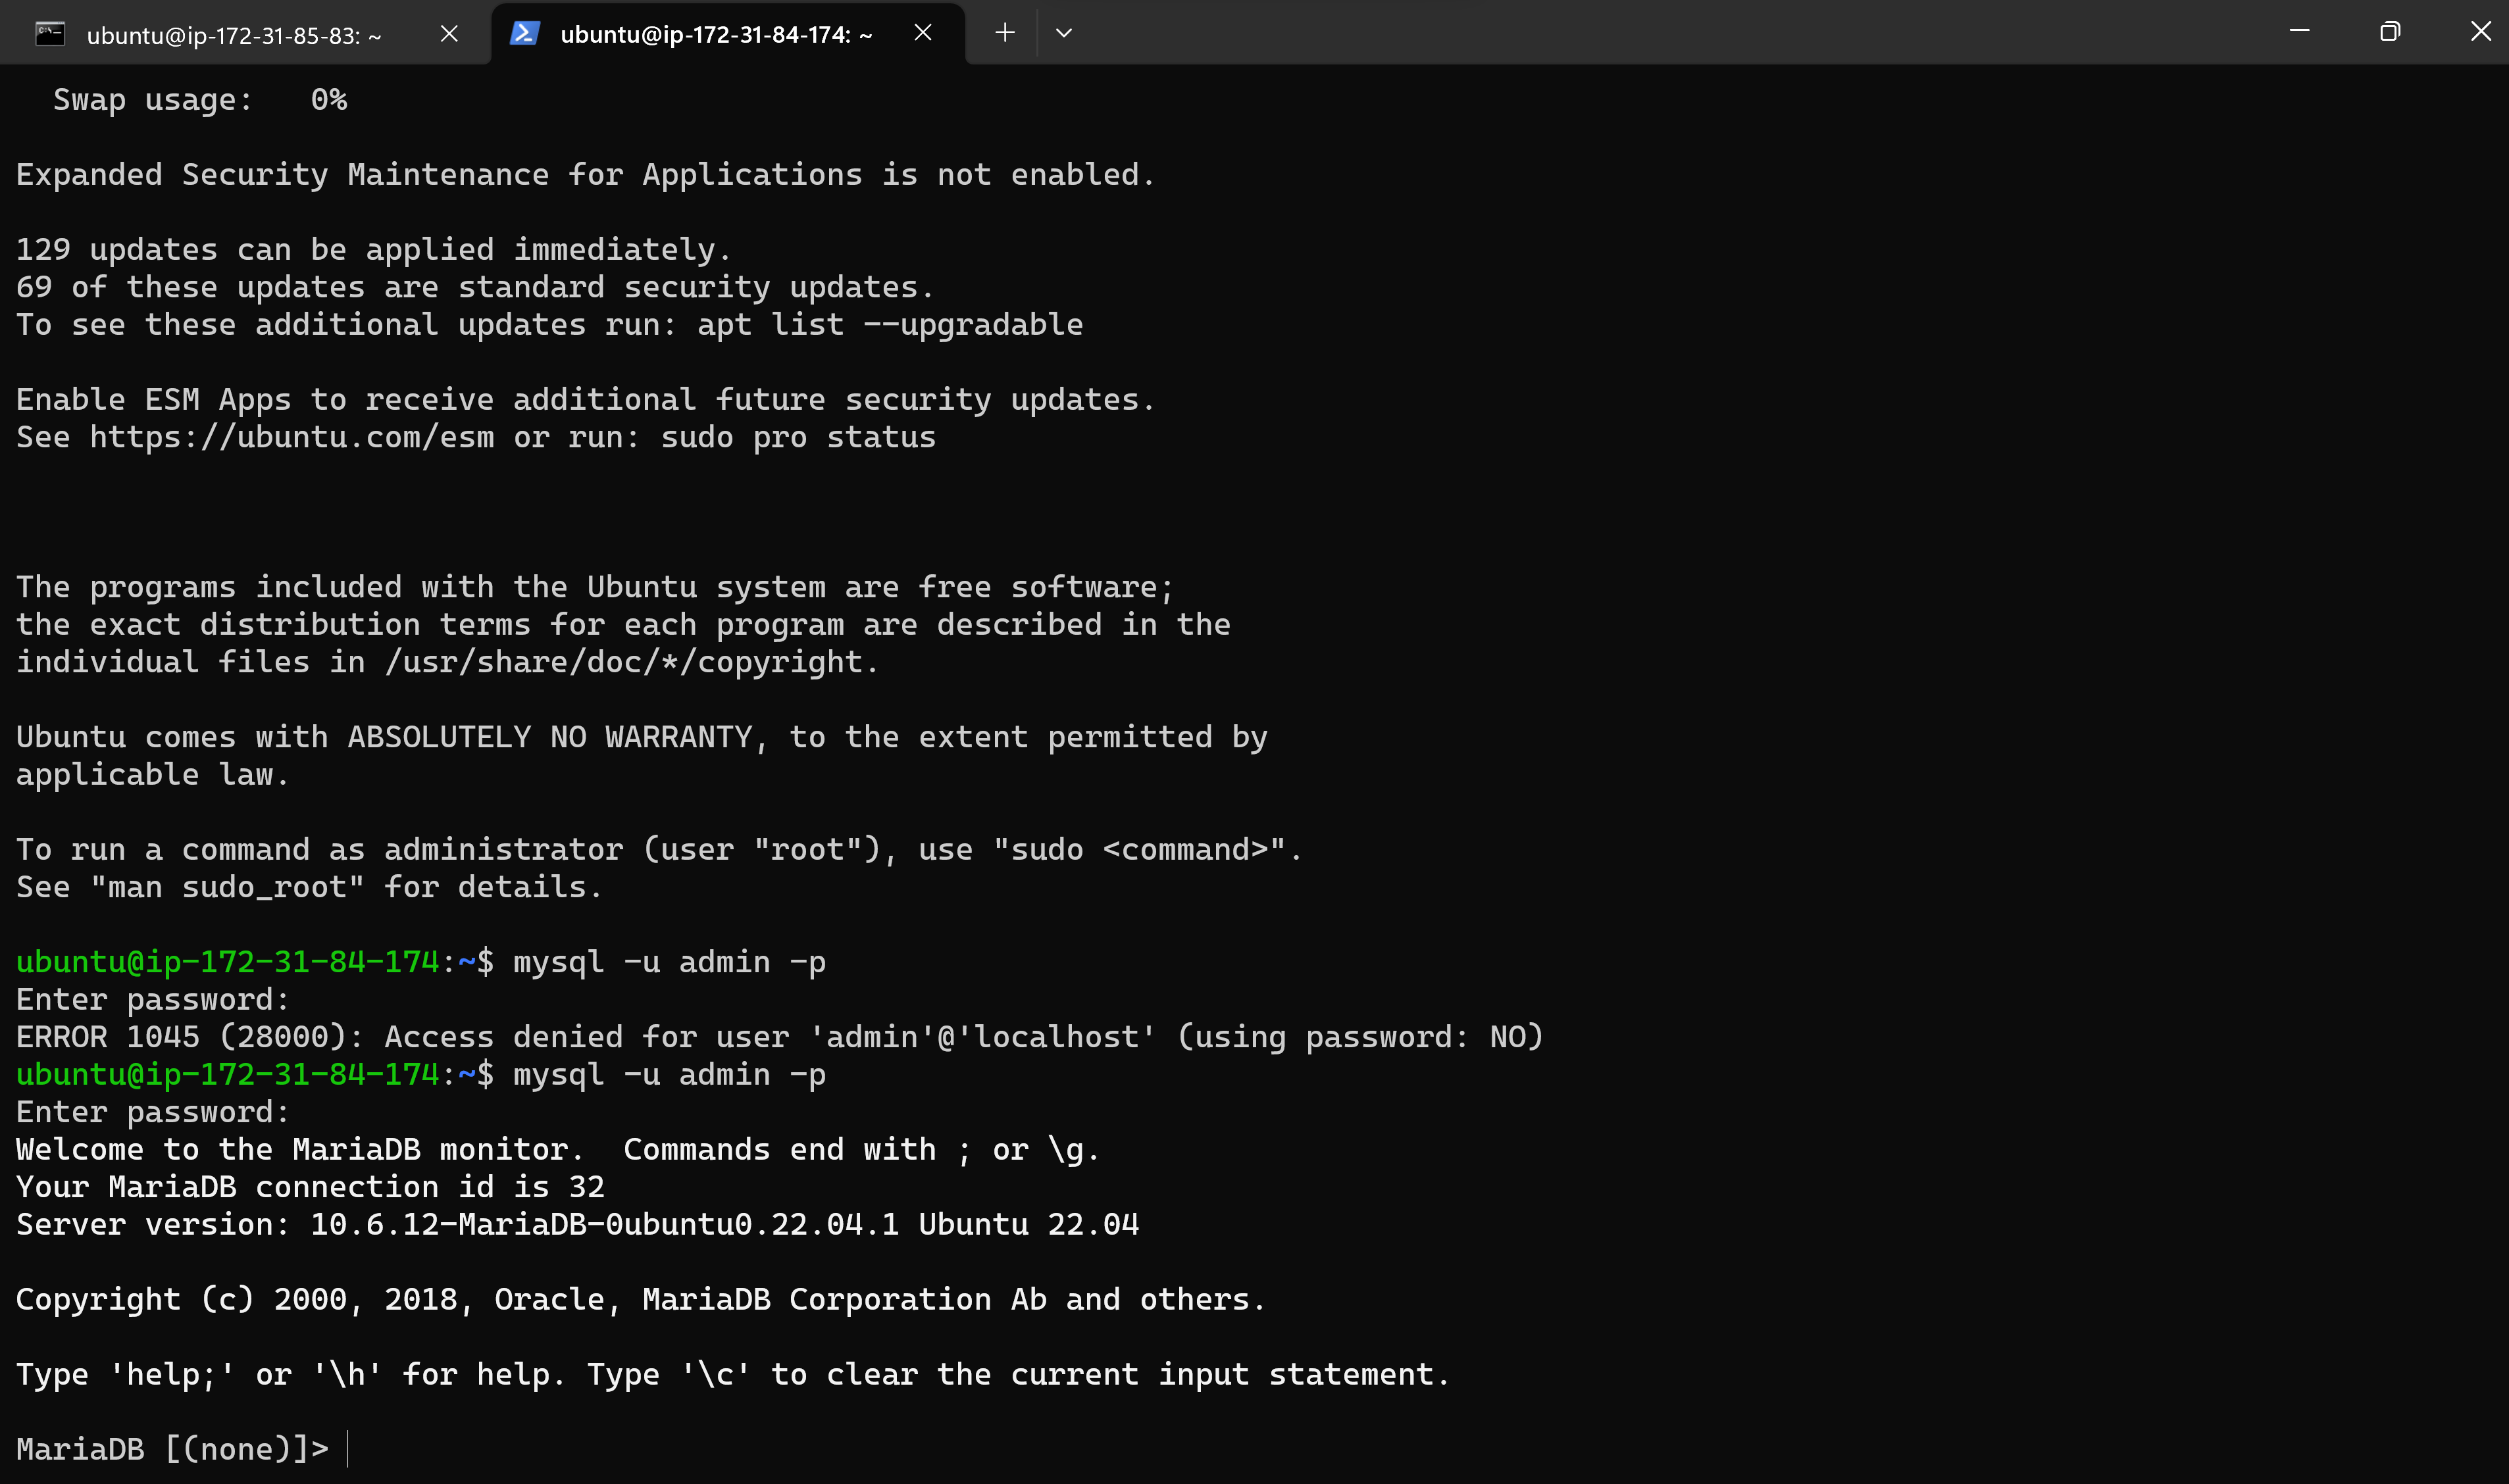 ubuntu@ip-172-31-85-83: ~
ubuntu@ip-172-31-84-174: ~
Swap usage:   0%
Expanded Security Maintenance for Applications is not enabled.
129 updates can be applied immediately.
69 of these updates are standard security updates.
To see these additional updates run: apt list --upgradable
Enable ESM Apps to receive additional future security updates.
See https://ubuntu.com/esm or run: sudo pro status
The programs included with the Ubuntu system are free software;
the exact distribution terms for each program are described in the
individual files in /usr/share/doc/*/copyright.
Ubuntu comes with ABSOLUTELY NO WARRANTY, to the extent permitted by
applicable law.
To run a command as administrator (user "root"), use "sudo <command>".
See "man sudo_root" for details.
ubuntu@ip-172-31-84-174:~$ mysql -u admin -p
Enter password:
ERROR 1045 (28000): Access denied for user 'admin'@'localhost' (using password: NO)
ubuntu@ip-172-31-84-174:~$ mysql -u admin -p
Enter password:
Welcome to the MariaDB monitor.  Commands end with ; or \g.
Your MariaDB connection id is 32
Server version: 10.6.12-MariaDB-0ubuntu0.22.04.1 Ubuntu 22.04
Copyright (c) 2000, 2018, Oracle, MariaDB Corporation Ab and others.
Type 'help;' or '\h' for help. Type '\c' to clear the current input statement.
MariaDB [(none)]>